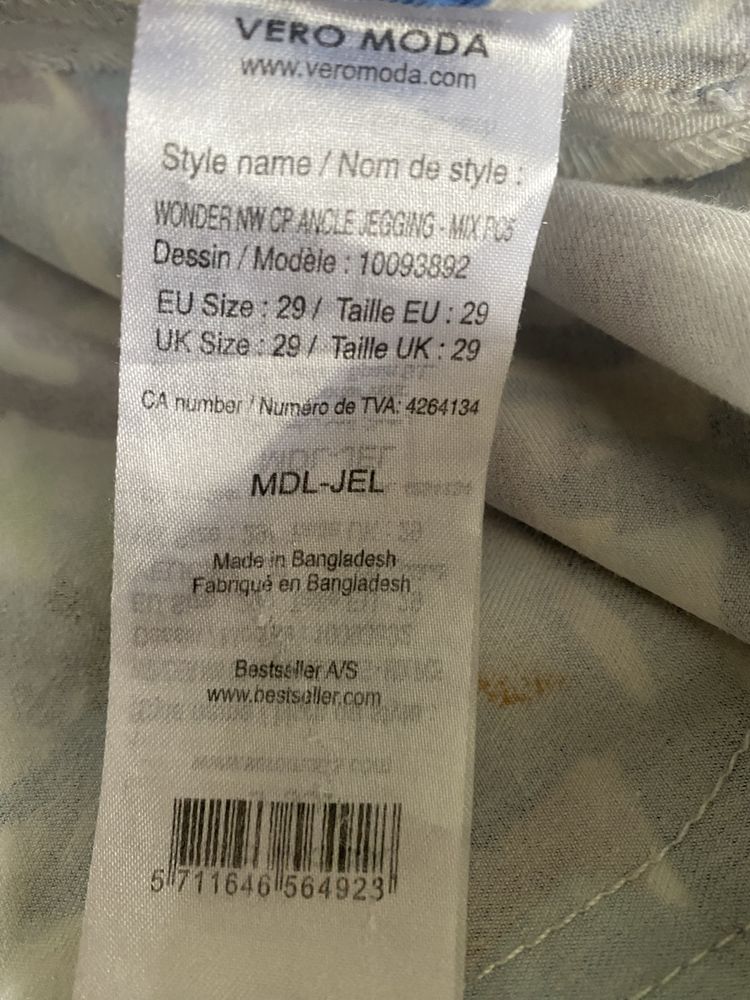 VERO MODA
www.veromoda.com
Style name / Nom de style :
WONDER NW CP ANCLE JEGGING - MIX PC5
Dessin / Modèle : 10093892
EU Size : 29 / Taille EU : 29
UK Size : 29 / Taille UK : 29
CA number / Numéro de TVA: 4264134
MDL-JEL
Made in Bangladesh
Fabriqué en Bangladesh
Bestseller A/S
www.bestseller.com
5 711646 564923